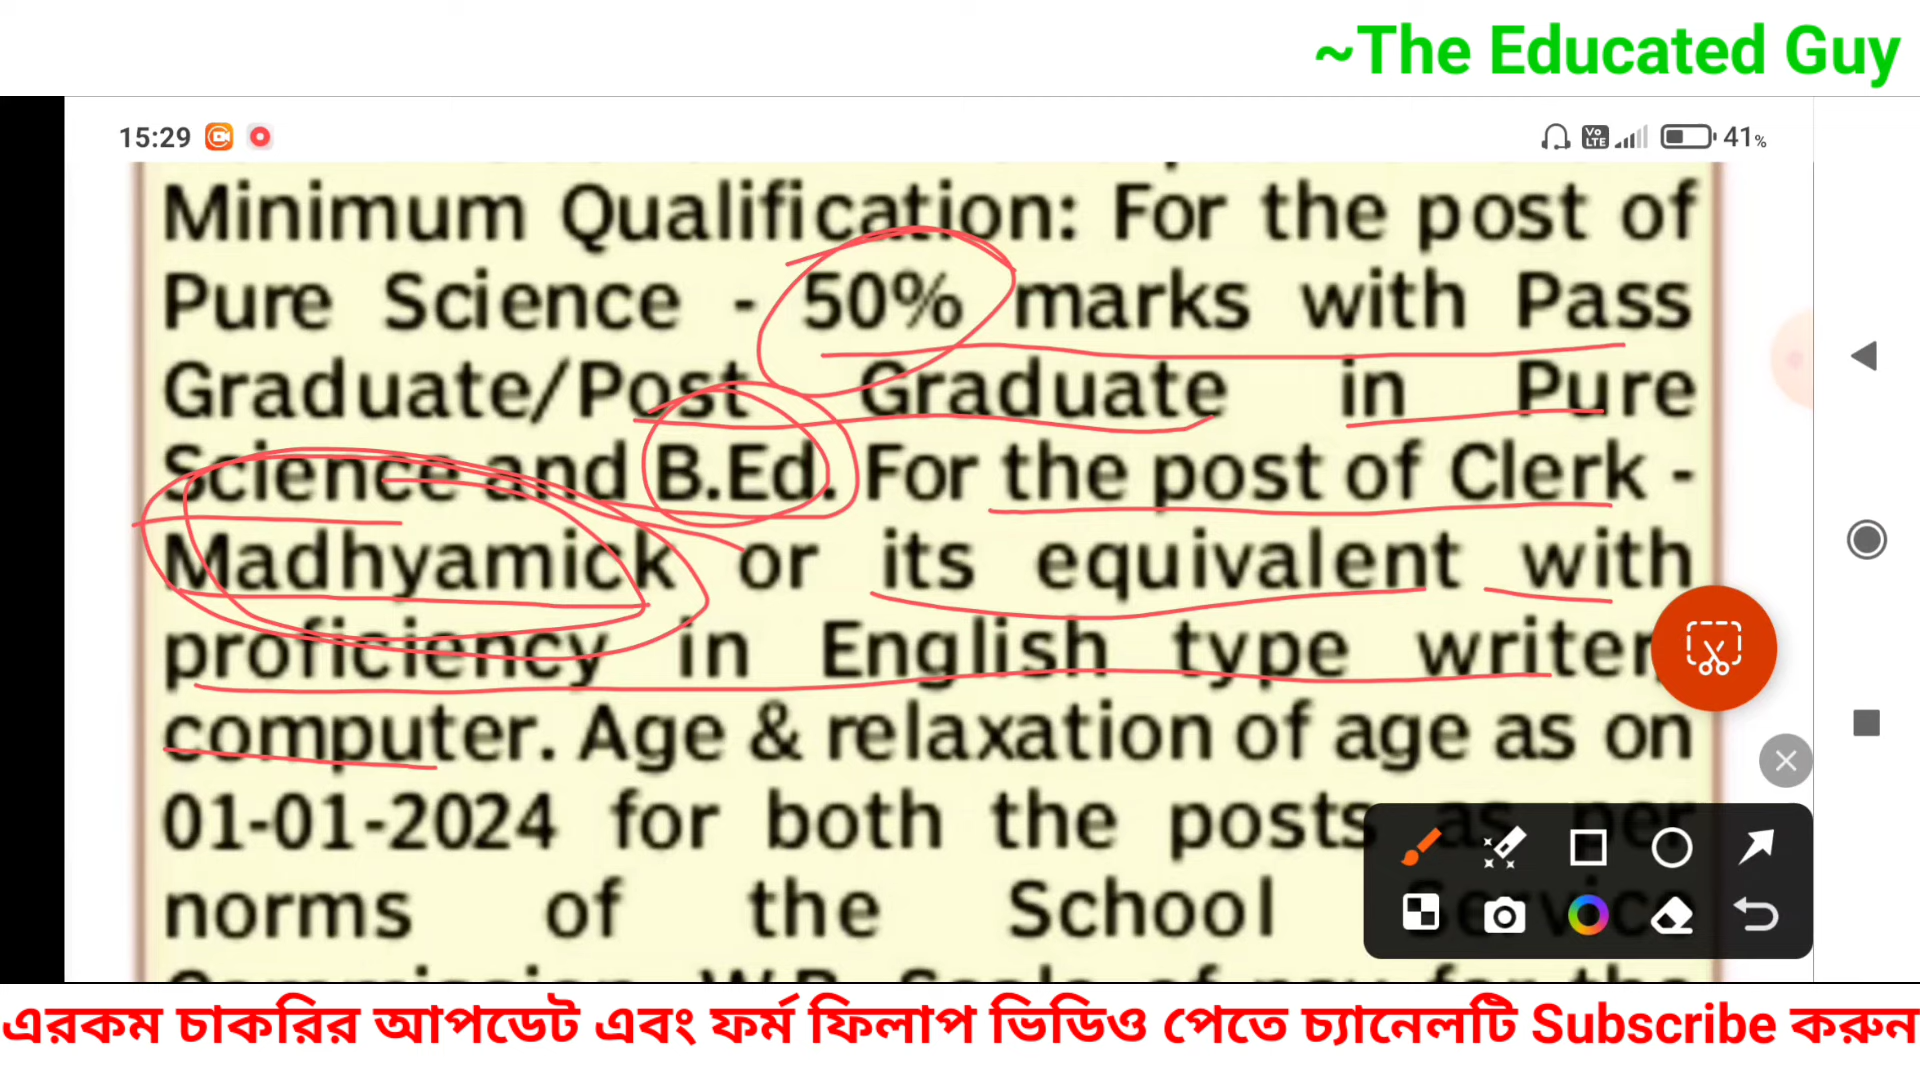 ~The Educated Guy
15:29
Vo LTE 41%
Minimum Qualification: For the post of
Pure Science - 50% marks with Pass
Graduate/Post Graduate in Pure
Science and B.Ed. For the post of Clerk -
Madhyamick or its equivalent with
proficiency in English type writer,
computer. Age & relaxation of age as on
01-01-2024 for both the posts as per
norms of the School Service
এরকম চাকরির আপডেট এবং ফর্ম ফিলাপ ভিডিও পেতে চ্যানেলটি Subscribe করুন